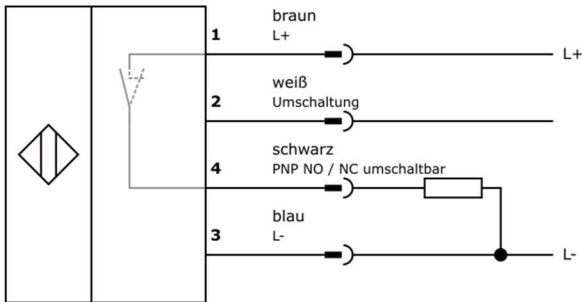 braun
1 L+ L+
weiß
2 Umschaltung
schwarz
4 PNP NO / NC umschaltbar
blau
3 L- L-